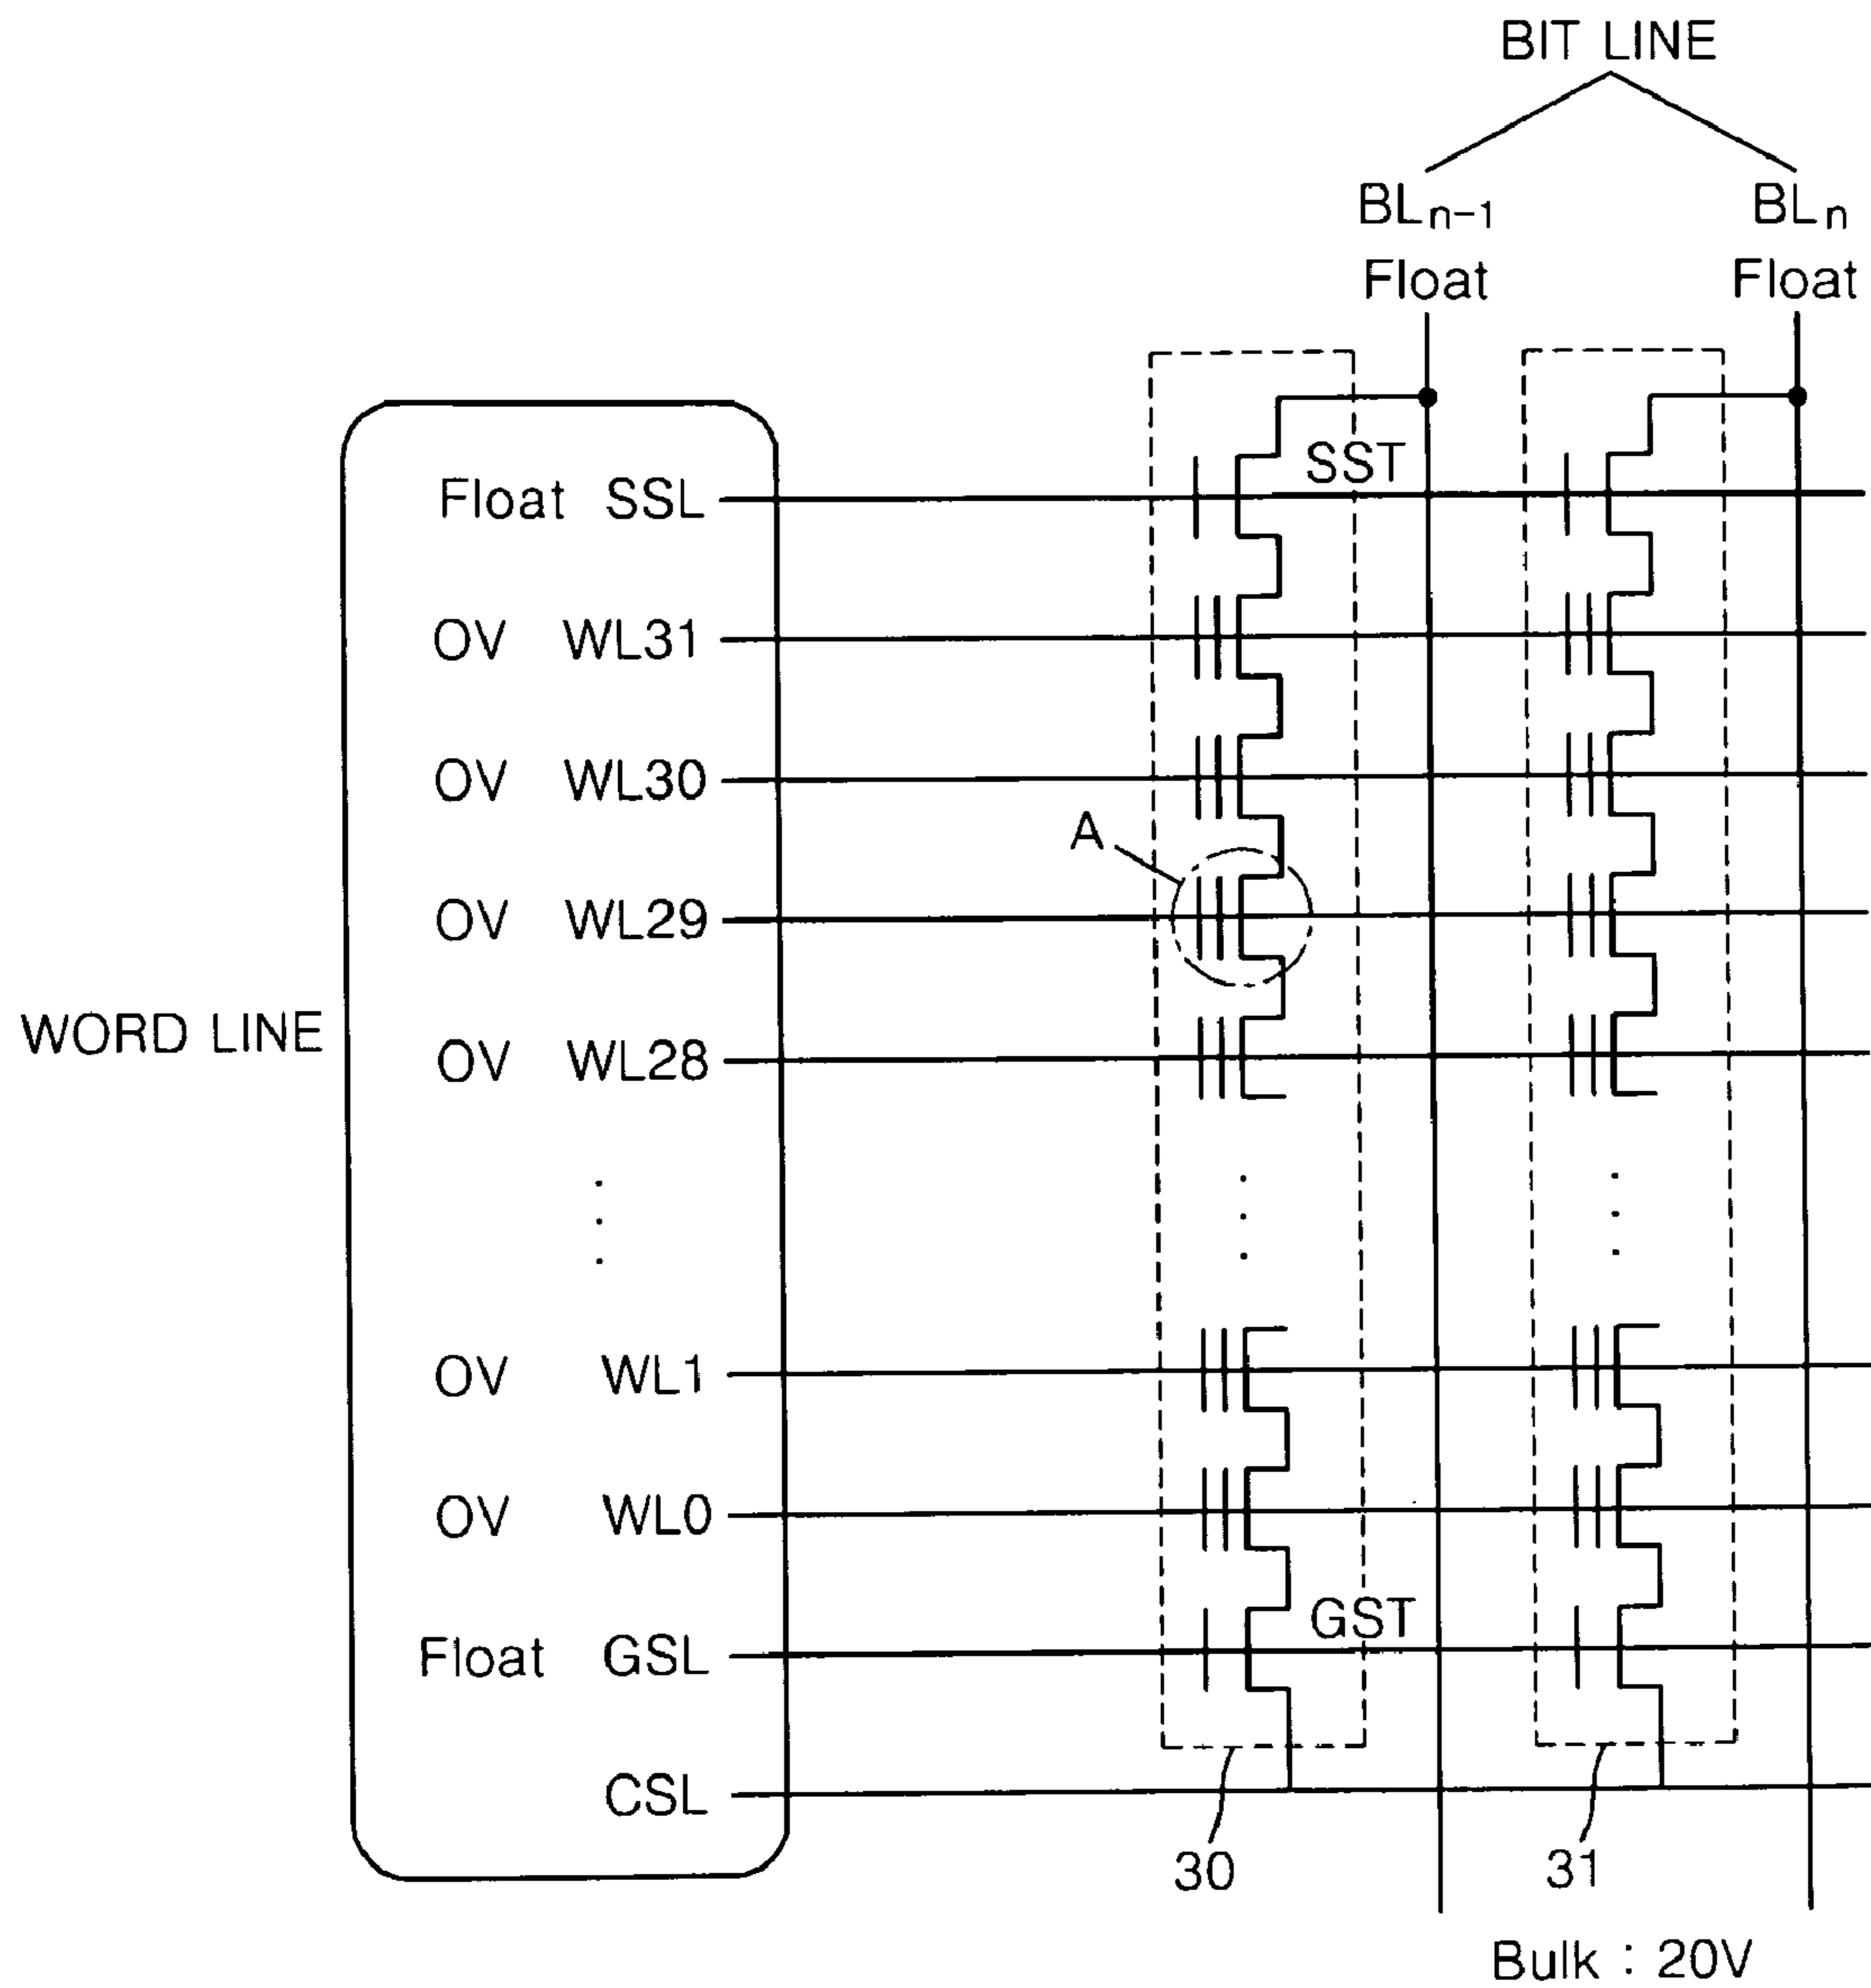 BIT LINE
BLn-1 BLn
Float Float
Float SSL SST
OV WL31
OV WL30
A
OV WL29
WORD LINE
OV WL28
OV WL1
OV WL0
Float GSL GST
CSL
30 31
Bulk : 20V